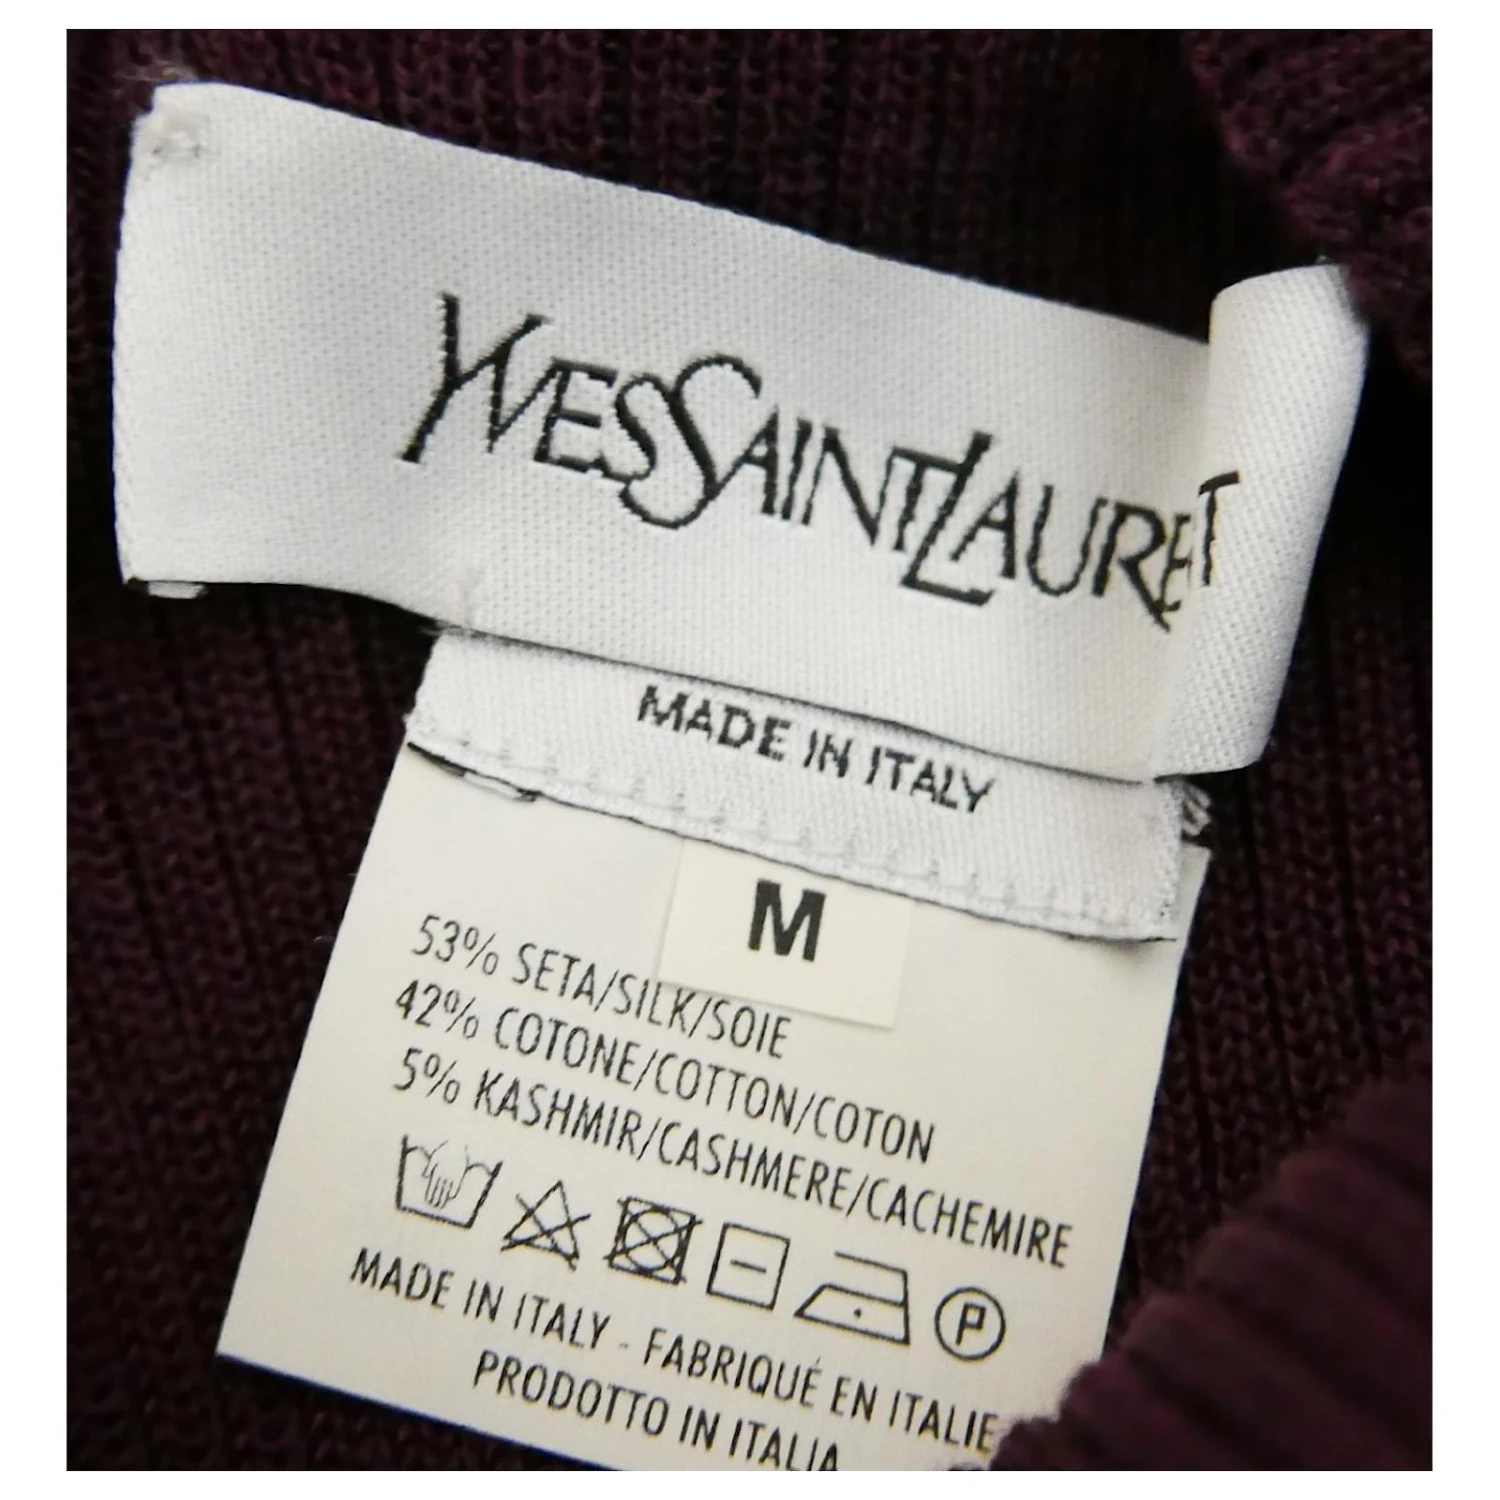 YVESSAINTLAURENT
MADE IN ITALY
M
53% SETA/SILK/SOIE
42% COTONE/COTTON/COTON
5% KASHMIR/CASHMERE/CACHEMIRE
P
MADE IN ITALY - FABRIQUÉ EN ITALIE
PRODOTTO IN ITALIA